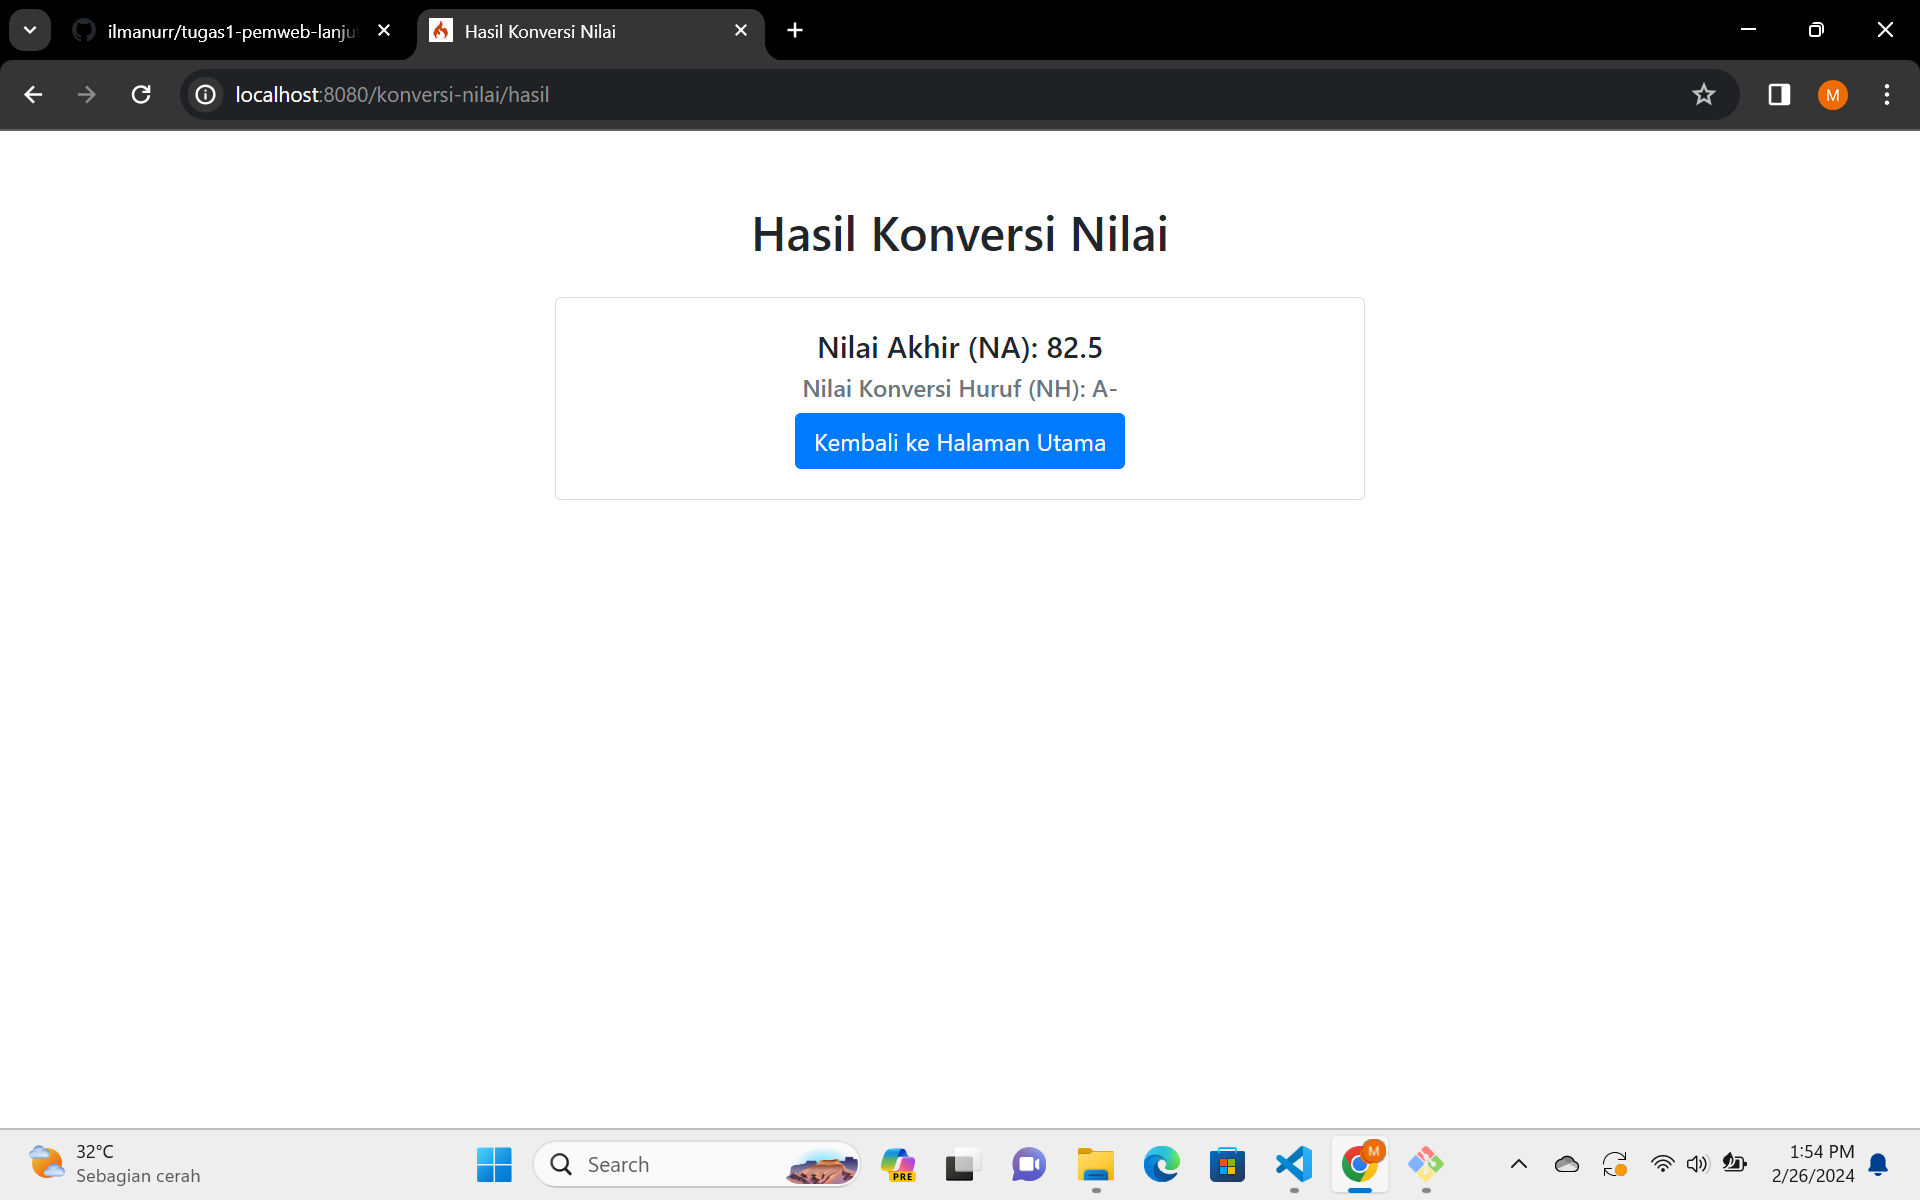 ilmanurr/tugas1-pemweb-lanju
Hasil Konversi Nilai
localhost:8080/konversi-nilai/hasil
M
Hasil Konversi Nilai
Nilai Akhir (NA): 82.5
Nilai Konversi Huruf (NH): A-
Kembali ke Halaman Utama
32°C
Sebagian cerah
Search
PRE
M
1:54 PM
2/26/2024